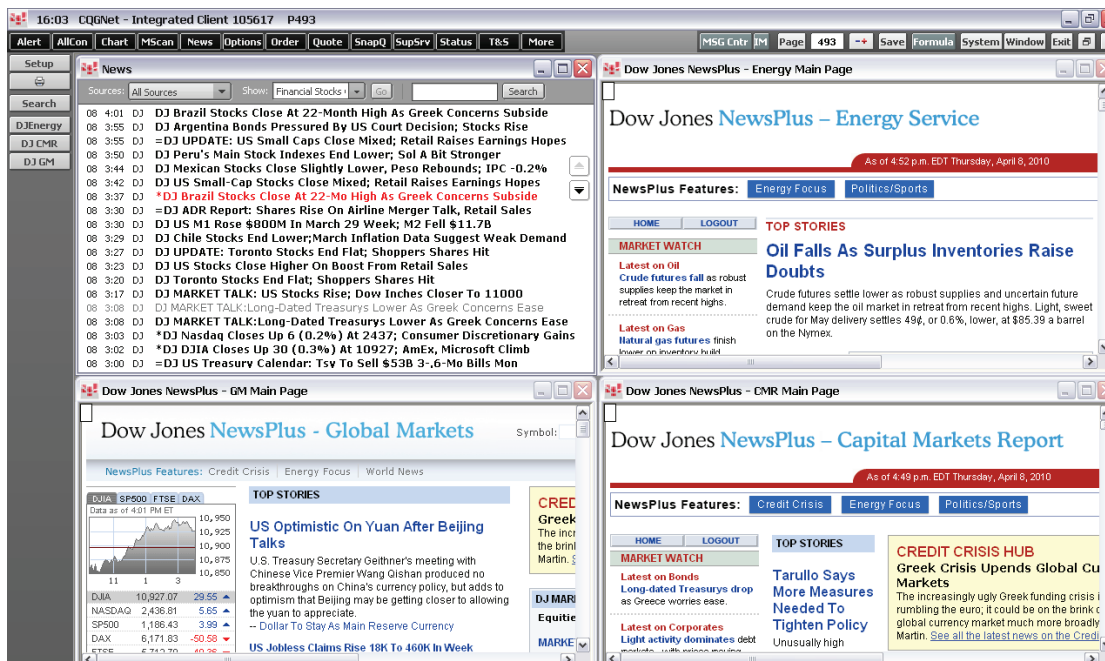 16:03 CQGNet - Integrated Client 105617 P493
Alert AllCon Chart MScan News Options Order Quote SnapQ SupSrv Status T&S More MSG Cntr IM Page 493 -+ Save Formula System Window Exit
Setup
Search
DJEnergy
DJ CMR
DJ GM
News
Sources: All Sources Show: Financial Stocks Go Search
08 4:01 DJ DJ Brazil Stocks Close At 22-Month High As Greek Concerns Subside
08 3:55 DJ DJ Argentina Bonds Pressured By US Court Decision; Stocks Rise
08 3:55 DJ =DJ UPDATE: US Small Caps Close Mixed; Retail Raises Earnings Hopes
08 3:50 DJ DJ Peru's Main Stock Indexes End Lower; Sol A Bit Stronger
08 3:44 DJ DJ Mexican Stocks Close Slightly Lower, Peso Rebounds; IPC -0.2%
08 3:42 DJ DJ US Small-Cap Stocks Close Mixed; Retail Raises Earnings Hopes
08 3:37 DJ *DJ Brazil Stocks Close At 22-Mo High As Greek Concerns Subside
08 3:30 DJ =DJ ADR Report: Shares Rise On Airline Merger Talk, Retail Sales
08 3:30 DJ DJ US M1 Rose $800M In March 29 Week; M2 Fell $11.7B
08 3:29 DJ DJ Chile Stocks End Lower;March Inflation Data Suggest Weak Demand
08 3:27 DJ DJ UPDATE: Toronto Stocks End Flat; Shoppers Shares Hit
08 3:23 DJ DJ US Stocks Close Higher On Boost From Retail Sales
08 3:20 DJ DJ Toronto Stocks End Flat; Shoppers Shares Hit
08 3:17 DJ DJ MARKET TALK: US Stocks Rise; Dow Inches Closer To 11000
08 3:08 DJ DJ MARKET TALK:Long-Dated Treasurys Lower As Greek Concerns Ease
08 3:08 DJ DJ MARKET TALK:Long-Dated Treasurys Lower As Greek Concerns Ease
08 3:03 DJ *DJ Nasdaq Closes Up 6 (0.2%) At 2437; Consumer Discretionary Gains
08 3:02 DJ *DJ DJIA Closes Up 30 (0.3%) At 10927; AmEx, Microsoft Climb
08 3:00 DJ =DJ US Treasury Calendar: Tsy To Sell $53B 3-,6-Mo Bills Mon
Dow Jones NewsPlus - Energy Main Page
Dow Jones NewsPlus – Energy Service
As of 4:52 p.m. EDT Thursday, April 8, 2010
NewsPlus Features: Energy Focus Politics/Sports
HOME LOGOUT
MARKET WATCH
Latest on Oil
Crude futures fall as robust
supplies keep the market in
retreat from recent highs.
Latest on Gas
Natural gas futures finish
lower on inventory build
TOP STORIES
Oil Falls As Surplus Inventories Raise
Doubts
Crude futures settle lower as robust supplies and uncertain future
demand keep the oil market in retreat from recent highs. Light, sweet
crude for May delivery settles 49¢, or 0.6%, lower, at $85.39 a barrel
on the Nymex.
Dow Jones NewsPlus - GM Main Page
Dow Jones NewsPlus - Global Markets
Symbol:
NewsPlus Features: Credit Crisis Energy Focus World News
DJIA SP500 FTSE DAX
Data as of 4:01 PM ET
10,950
10,925
10,900
10,875
10,850
11 1 3
DJIA 10,927.07 29.55
NASDAQ 2,436.81 5.65
SP500 1,186.43 3.99
DAX 6,171.83 -50.58
TOP STORIES
US Optimistic On Yuan After Beijing
Talks
U.S. Treasury Secretary Geithner's meeting with
Chinese Vice Premier Wang Qishan produced no
breakthroughs on China's currency policy, but adds to
optimism that Beijing may be getting closer to allowing
the yuan to appreciate.
-- Dollar To Stay As Main Reserve Currency
US Jobless Claims Rise 18K To 460K In Week
CRED
Greek
The incr
the brin
Martin.
DJ MAR
Equitie
MARKE
Dow Jones NewsPlus - CMR Main Page
Dow Jones NewsPlus – Capital Markets Report
As of 4:49 p.m. EDT Thursday, April 8, 2010
NewsPlus Features: Credit Crisis Energy Focus Politics/Sports
HOME LOGOUT
MARKET WATCH
Latest on Bonds
Long-dated Treasurys drop
as Greece worries ease.
Latest on Corporates
Light activity dominates debt
TOP STORIES
Tarullo Says
More Measures
Needed To
Tighten Policy
Unusually high
CREDIT CRISIS HUB
Greek Crisis Upends Global Cu
Markets
The increasingly ugly Greek funding crisis i
rumbling the euro; it could be on the brink o
global currency market much more broadly
Martin. See all the latest news on the Credi